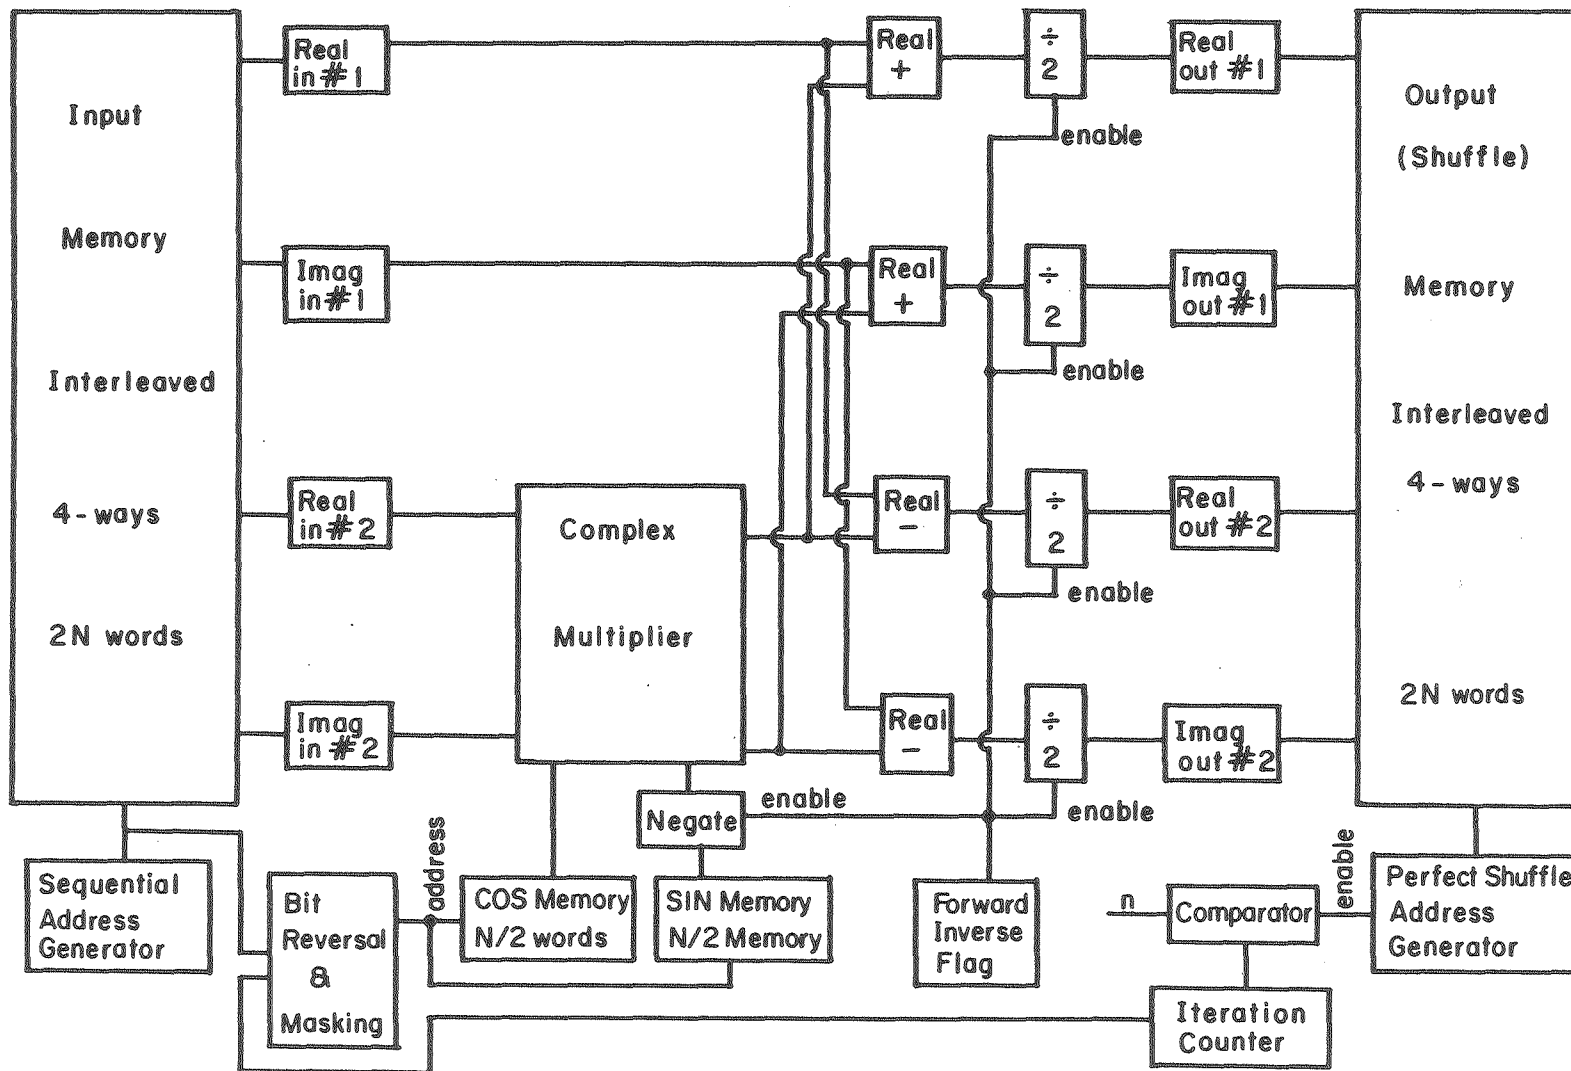 Input
Memory
Interleaved
4-ways
2N words
Real
in #1
Imag
in #1
Real
in #2
Imag
in #2
Complex
Multiplier
Real
+
Real
+
Real
−
Real
−
÷
2
enable
÷
2
enable
÷
2
enable
÷
2
enable
Real
out #1
Imag
out #1
Real
out #2
Imag
out #2
Output
(Shuffle)
Memory
Interleaved
4-ways
2N words
Negate
enable
Sequential
Address
Generator
Bit
Reversal
&
Masking
address
COS Memory
N/2 words
SIN Memory
N/2 Memory
Forward
Inverse
Flag
n
Comparator
enable
Perfect Shuffle
Address
Generator
Iteration
Counter